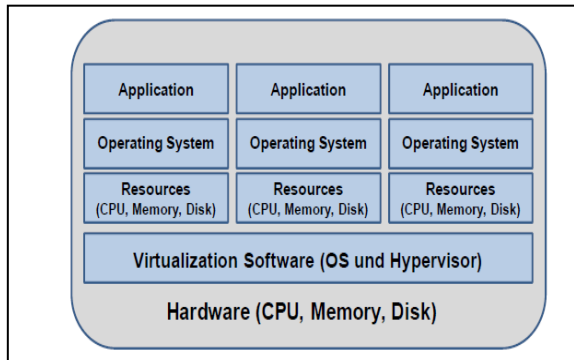 Application Application Application
Operating System Operating System Operating System
Resources Resources Resources
(CPU, Memory, Disk) (CPU, Memory, Disk) (CPU, Memory, Disk)
Virtualization Software (OS und Hypervisor)
Hardware (CPU, Memory, Disk)